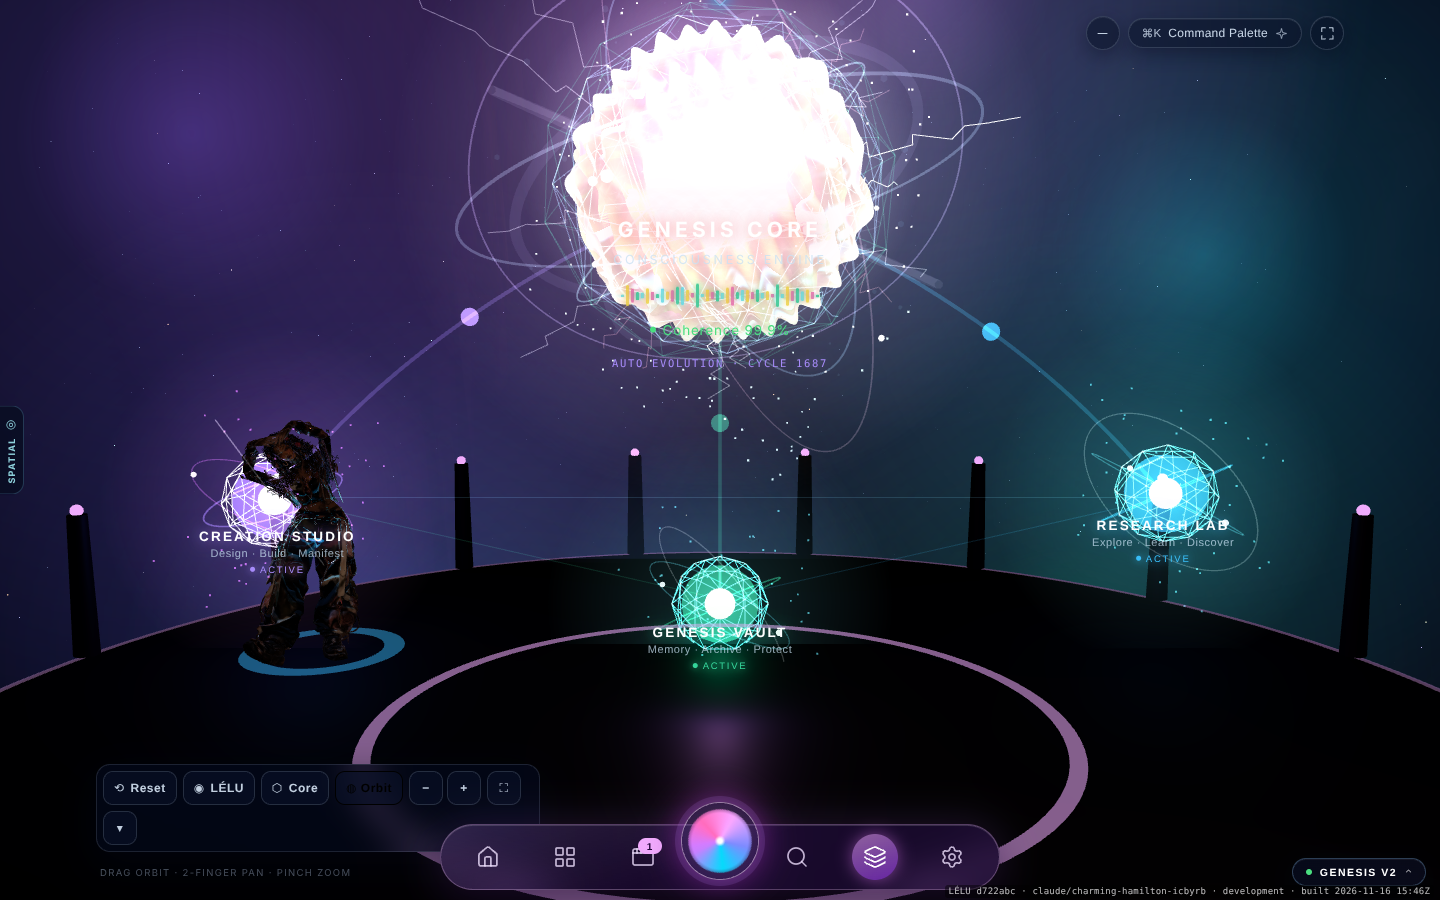 ⌘K Command Palette
GENESIS CORE
CONSCIOUSNESS ENGINE
Coherence 99.9%
AUTO EVOLUTION · CYCLE 1687
SPATIAL
CREATION STUDIO
Design · Build · Manifest
ACTIVE
RESEARCH LAB
Explore · Learn · Discover
ACTIVE
GENESIS VAULT
Memory · Archive · Protect
ACTIVE
Reset LÉLU Core Orbit − +
1
DRAG ORBIT · 2-FINGER PAN · PINCH ZOOM
GENESIS V2
LÉLU d722abc · claude/charming-hamilton-icbyrb · development · built 2026-11-16 15:46Z